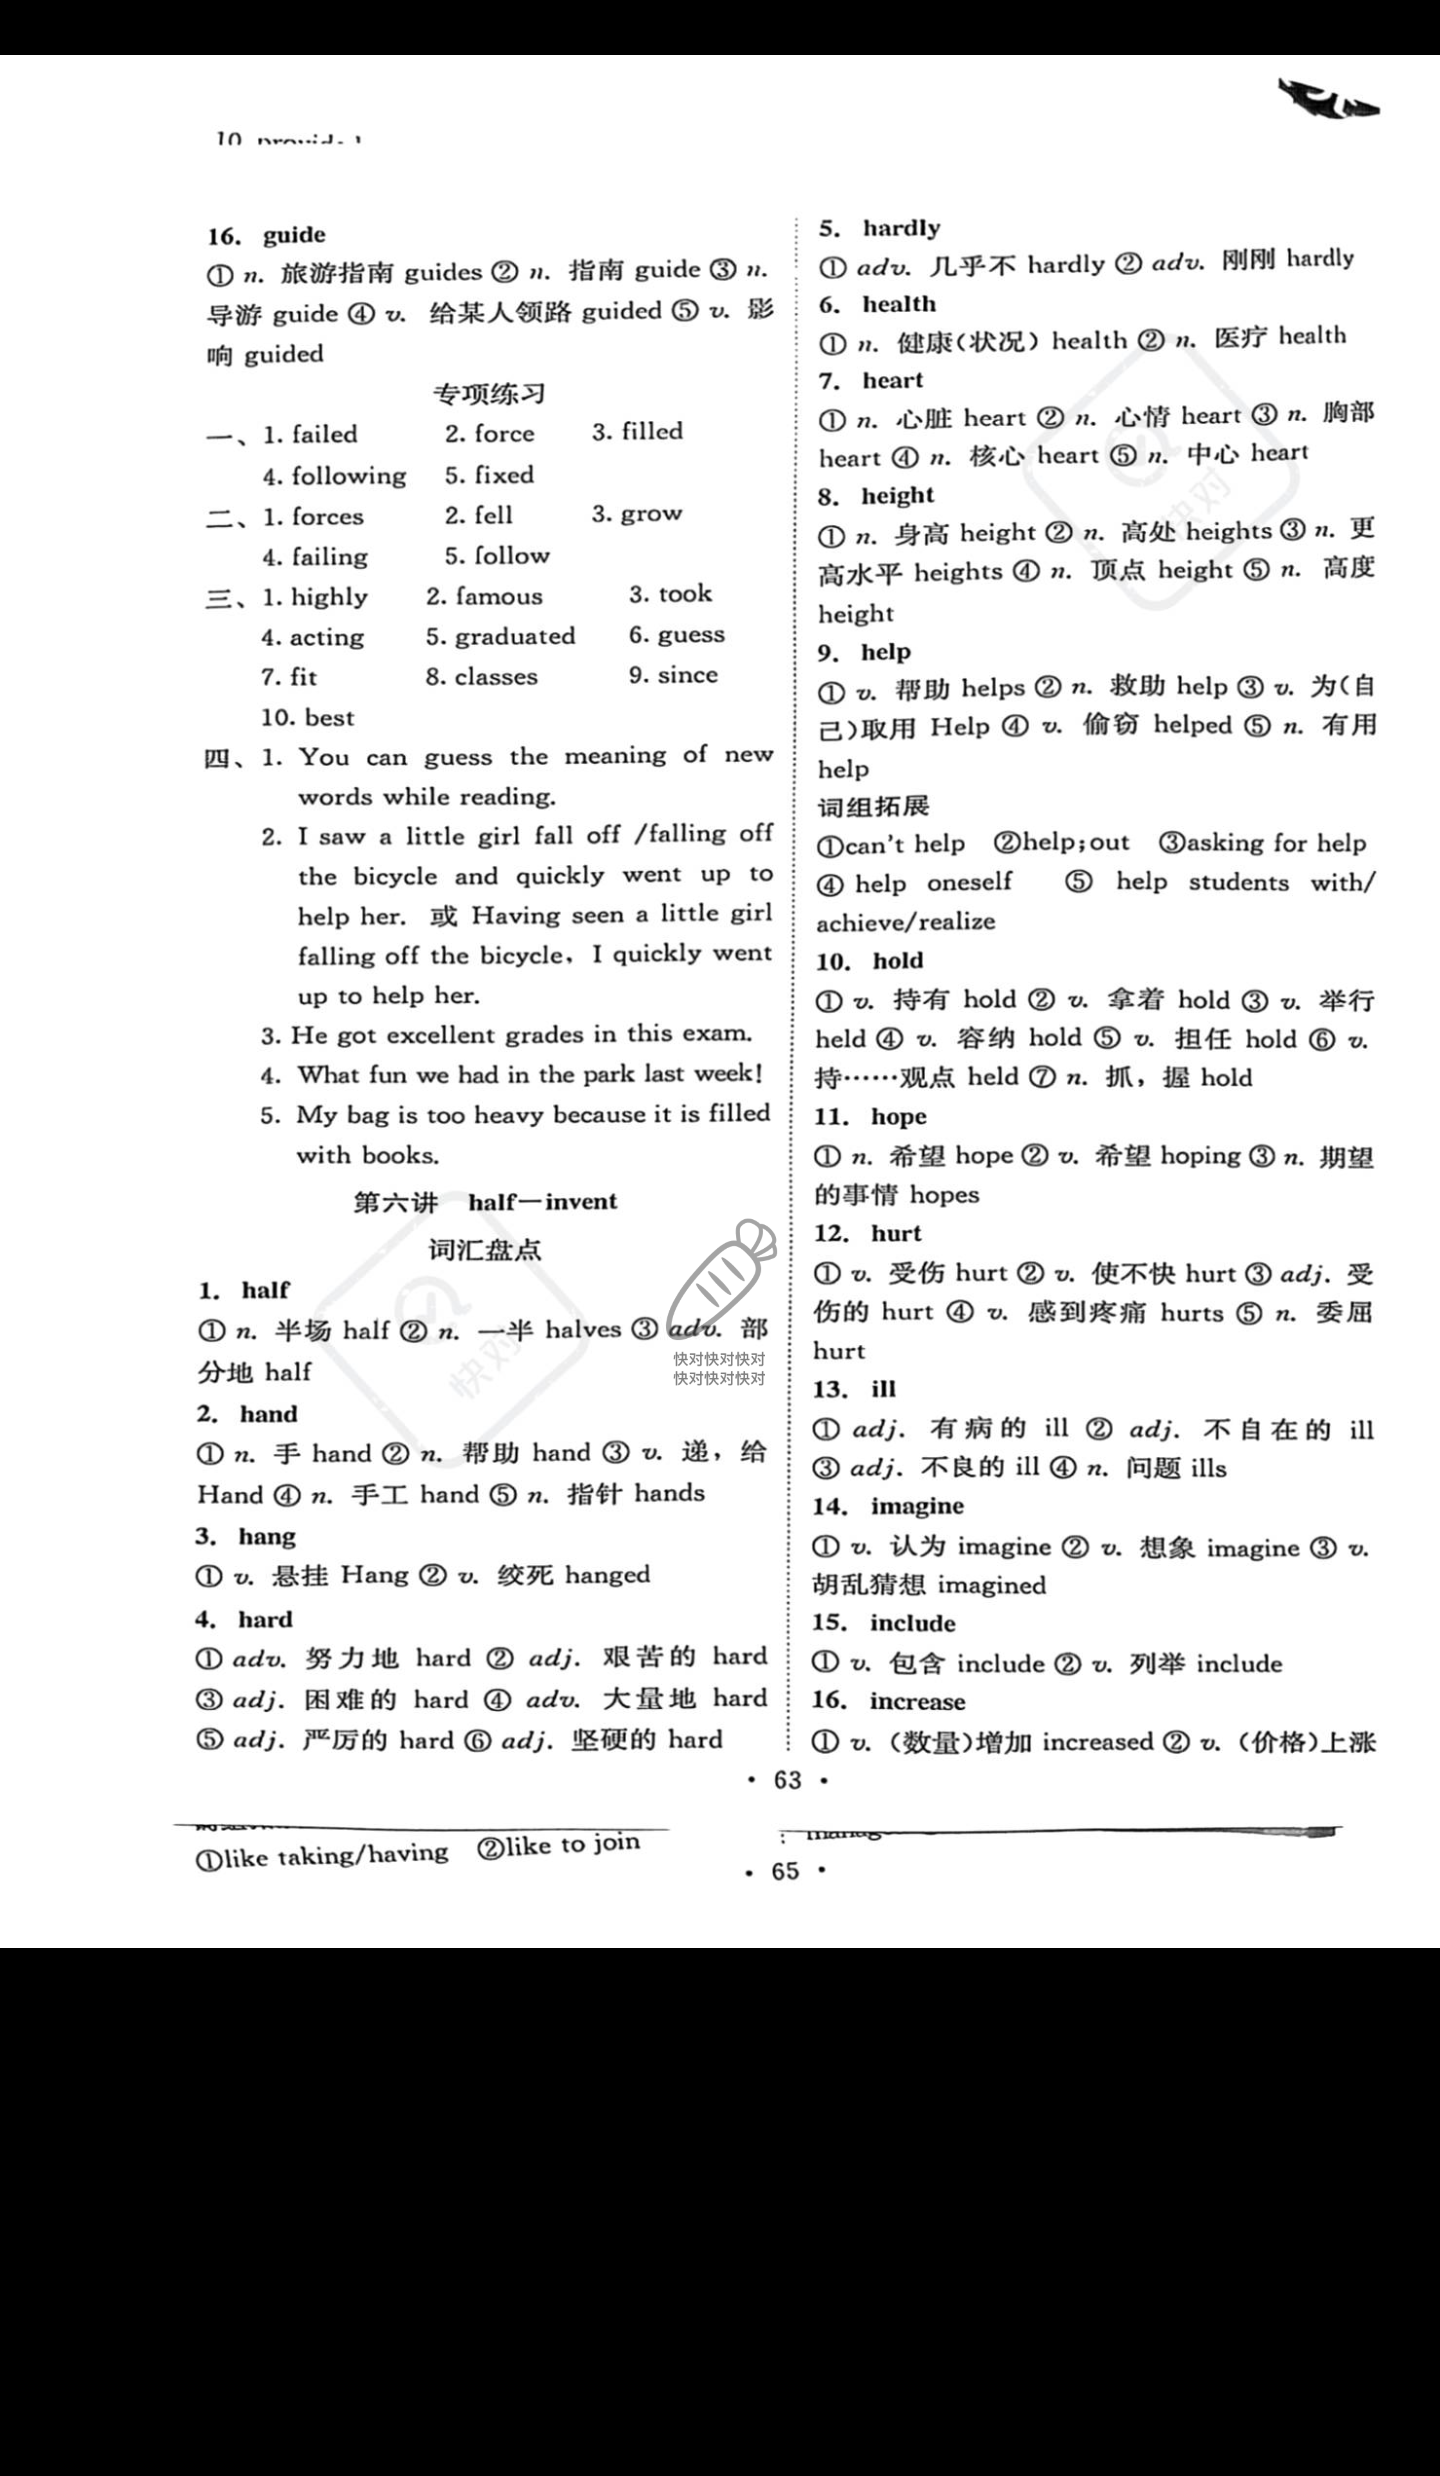 16. guide
① n. 旅游指南 guides ② n. 指南 guide ③ n.
导游 guide ④ v. 给某人领路 guided ⑤ v. 影
响 guided
专项练习
一、1. failed 2. force 3. filled
4. following 5. fixed
二、1. forces 2. fell 3. grow
4. failing 5. follow
三、1. highly 2. famous 3. took
4. acting 5. graduated 6. guess
7. fit 8. classes 9. since
10. best
四、1. You can guess the meaning of new
words while reading.
2. I saw a little girl fall off /falling off
the bicycle and quickly went up to
help her. 或 Having seen a little girl
falling off the bicycle, I quickly went
up to help her.
3. He got excellent grades in this exam.
4. What fun we had in the park last week!
5. My bag is too heavy because it is filled
with books.
第六讲 half—invent
词汇盘点
1. half
① n. 半场 half ② n. 一半 halves ③ adv. 部
分地 half
2. hand
① n. 手 hand ② n. 帮助 hand ③ v. 递，给
Hand ④ n. 手工 hand ⑤ n. 指针 hands
3. hang
① v. 悬挂 Hang ② v. 绞死 hanged
4. hard
① adv. 努力地 hard ② adj. 艰苦的 hard
③ adj. 困难的 hard ④ adv. 大量地 hard
⑤ adj. 严厉的 hard ⑥ adj. 坚硬的 hard
5. hardly
① adv. 几乎不 hardly ② adv. 刚刚 hardly
6. health
① n. 健康(状况) health ② n. 医疗 health
7. heart
① n. 心脏 heart ② n. 心情 heart ③ n. 胸部
heart ④ n. 核心 heart ⑤ n. 中心 heart
8. height
① n. 身高 height ② n. 高处 heights ③ n. 更
高水平 heights ④ n. 顶点 height ⑤ n. 高度
height
9. help
① v. 帮助 helps ② n. 救助 help ③ v. 为(自
己)取用 Help ④ v. 偷窃 helped ⑤ n. 有用
help
词组拓展
①can't help ②help;out ③asking for help
④ help oneself ⑤ help students with/
achieve/realize
10. hold
① v. 持有 hold ② v. 拿着 hold ③ v. 举行
held ④ v. 容纳 hold ⑤ v. 担任 hold ⑥ v.
持……观点 held ⑦ n. 抓，握 hold
11. hope
① n. 希望 hope ② v. 希望 hoping ③ n. 期望
的事情 hopes
12. hurt
① v. 受伤 hurt ② v. 使不快 hurt ③ adj. 受
伤的 hurt ④ v. 感到疼痛 hurts ⑤ n. 委屈
hurt
13. ill
① adj. 有病的 ill ② adj. 不自在的 ill
③ adj. 不良的 ill ④ n. 问题 ills
14. imagine
① v. 认为 imagine ② v. 想象 imagine ③ v.
胡乱猜想 imagined
15. include
① v. 包含 include ② v. 列举 include
16. increase
① v. (数量)增加 increased ② v. (价格)上涨
• 63 •
①like taking/having ②like to join
• 65 •
快对
快对
快对快对快对
快对快对快对